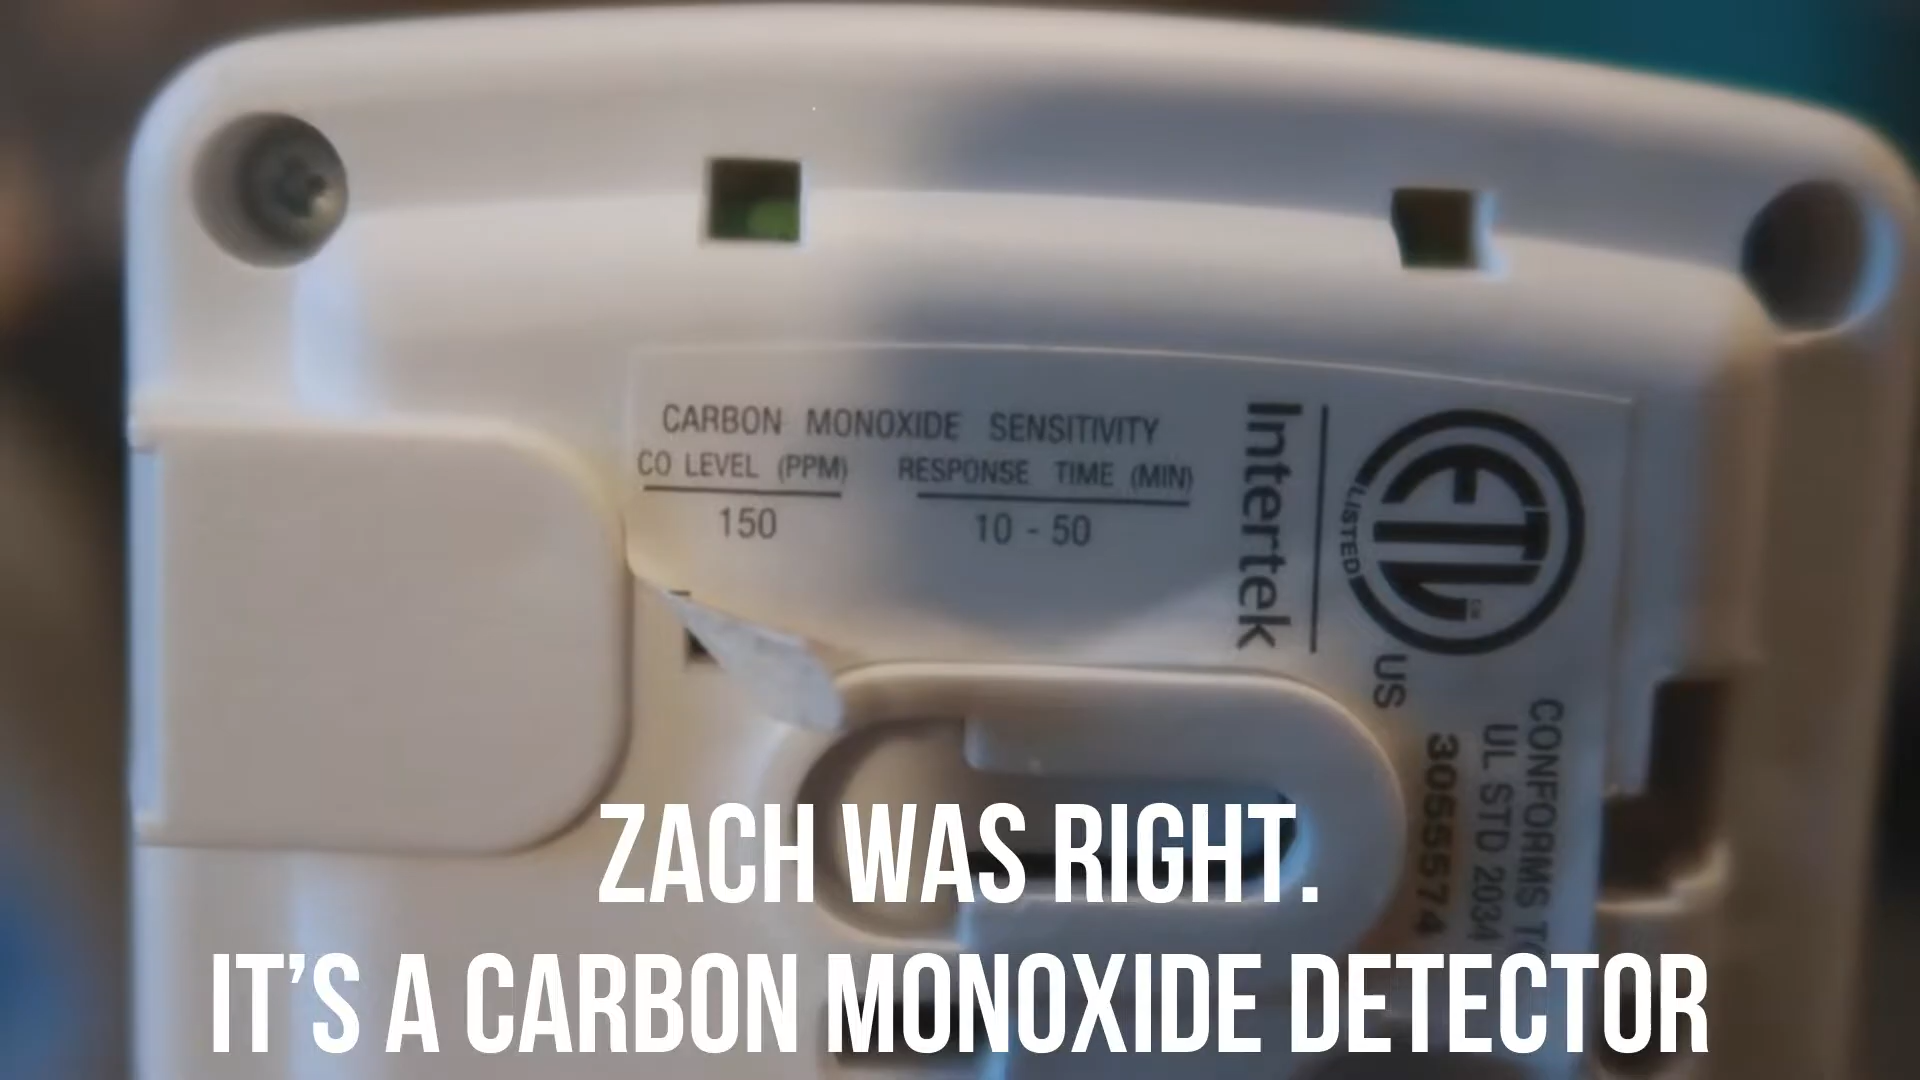 CARBON MONOXIDE SENSITIVITY
CO LEVEL (PPM) RESPONSE TIME (MIN)
150 10 - 50
Intertek
ETL
LISTED
CM
US
CONFORMS TO
UL STD 2034
3055574
ZACH WAS RIGHT.
IT'S A CARBON MONOXIDE DETECTOR